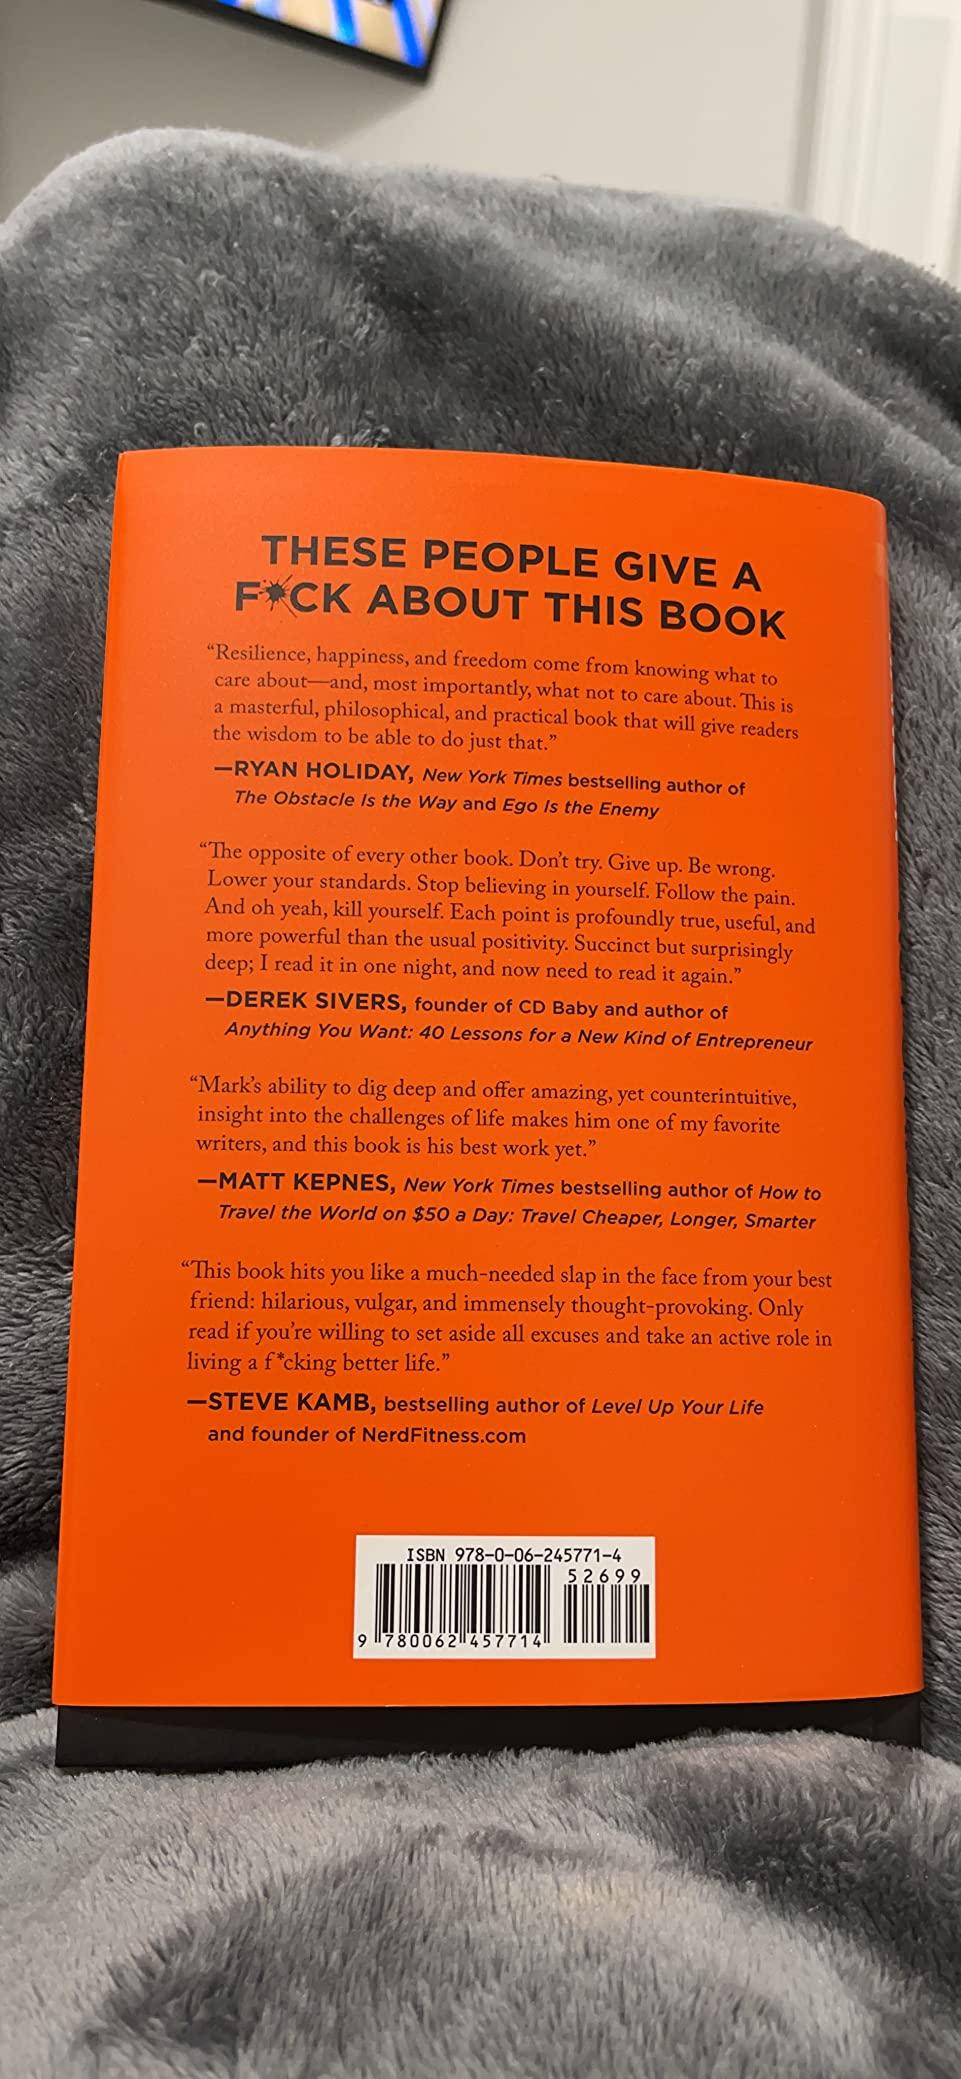 THESE PEOPLE GIVE A
F*CK ABOUT THIS BOOK
“Resilience, happiness, and freedom come from knowing what to
care about—and, most importantly, what not to care about. This is
a masterful, philosophical, and practical book that will give readers
the wisdom to be able to do just that.”
—RYAN HOLIDAY, New York Times bestselling author of
The Obstacle Is the Way and Ego Is the Enemy
“The opposite of every other book. Don’t try. Give up. Be wrong.
Lower your standards. Stop believing in yourself. Follow the pain.
And oh yeah, kill yourself. Each point is profoundly true, useful, and
more powerful than the usual positivity. Succinct but surprisingly
deep; I read it in one night, and now need to read it again.”
—DEREK SIVERS, founder of CD Baby and author of
Anything You Want: 40 Lessons for a New Kind of Entrepreneur
“Mark’s ability to dig deep and offer amazing, yet counterintuitive,
insight into the challenges of life makes him one of my favorite
writers, and this book is his best work yet.”
—MATT KEPNES, New York Times bestselling author of How to
Travel the World on $50 a Day: Travel Cheaper, Longer, Smarter
“This book hits you like a much-needed slap in the face from your best
friend: hilarious, vulgar, and immensely thought-provoking. Only
read if you’re willing to set aside all excuses and take an active role in
living a f*cking better life.”
—STEVE KAMB, bestselling author of Level Up Your Life
and founder of NerdFitness.com
ISBN 978-0-06-245771-4
52699
9 780062 457714